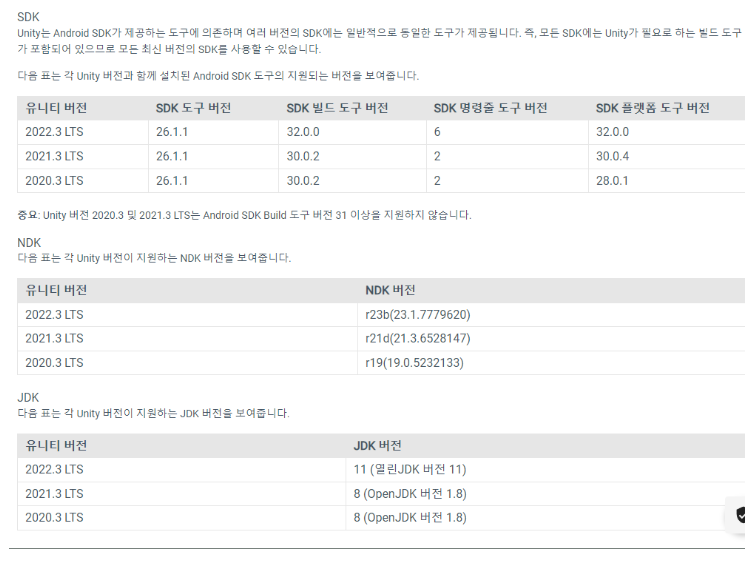 SDK
Unity는 Android SDK가 제공하는 도구에 의존하며 여러 버전의 SDK에는 일반적으로 동일한 도구가 제공됩니다. 즉, 모든 SDK에는 Unity가 필요로 하는 빌드 도구
가 포함되어 있으므로 모든 최신 버전의 SDK를 사용할 수 있습니다.
다음 표는 각 Unity 버전과 함께 설치된 Android SDK 도구의 지원되는 버전을 보여줍니다.
유니티 버전 SDK 도구 버전 SDK 빌드 도구 버전 SDK 명령줄 도구 버전 SDK 플랫폼 도구 버전
2022.3 LTS 26.1.1 32.0.0 6 32.0.0
2021.3 LTS 26.1.1 30.0.2 2 30.0.4
2020.3 LTS 26.1.1 30.0.2 2 28.0.1
중요: Unity 버전 2020.3 및 2021.3 LTS는 Android SDK Build 도구 버전 31 이상을 지원하지 않습니다.
NDK
다음 표는 각 Unity 버전이 지원하는 NDK 버전을 보여줍니다.
유니티 버전 NDK 버전
2022.3 LTS r23b(23.1.7779620)
2021.3 LTS r21d(21.3.6528147)
2020.3 LTS r19(19.0.5232133)
JDK
다음 표는 각 Unity 버전이 지원하는 JDK 버전을 보여줍니다.
유니티 버전 JDK 버전
2022.3 LTS 11 (열린JDK 버전 11)
2021.3 LTS 8 (OpenJDK 버전 1.8)
2020.3 LTS 8 (OpenJDK 버전 1.8)